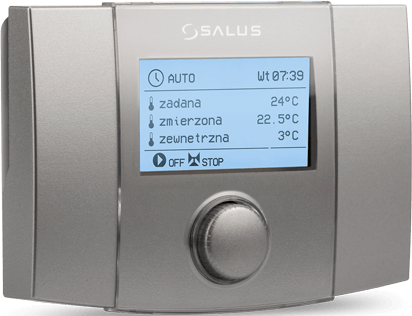 SALUS
AUTO Wt 07:39
zadana 24°C
zmierzona 22.5°C
zewnetrzna 3°C
OFF STOP